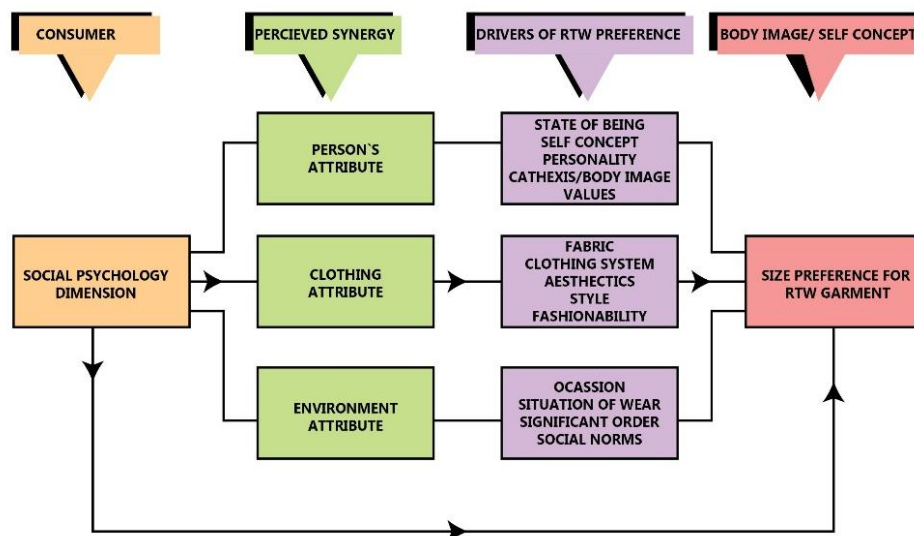 CONSUMER
PERCIEVED SYNERGY
DRIVERS OF RTW PREFERENCE
BODY IMAGE/ SELF CONCEPT
PERSON`S
ATTRIBUTE
STATE OF BEING
SELF CONCEPT
PERSONALITY
CATHEXIS/BODY IMAGE
VALUES
SOCIAL PSYCHOLOGY
DIMENSION
CLOTHING
ATTRIBUTE
FABRIC
CLOTHING SYSTEM
AESTHECTICS
STYLE
FASHIONABILITY
SIZE PREFERENCE FOR
RTW GARMENT
ENVIRONMENT
ATTRIBUTE
OCASSION
SITUATION OF WEAR
SIGNIFICANT ORDER
SOCIAL NORMS